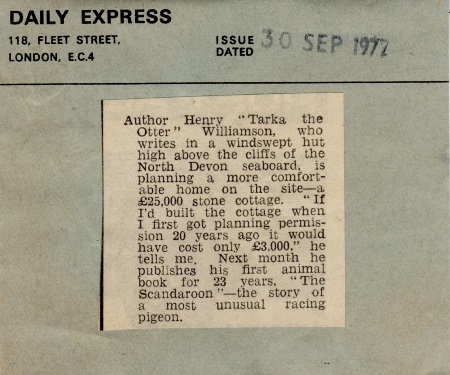 DAILY EXPRESS
118, FLEET STREET,
LONDON, E.C.4
ISSUE
DATED
30 SEP 1972
Author Henry "Tarka the
Otter" Williamson, who
writes in a windswept hut
high above the cliffs of the
North Devon seaboard, is
planning a more comfort-
able home on the site—a
£25,000 stone cottage. "If
I'd built the cottage when
I first got planning permis-
sion 20 years ago it would
have cost only £3,000," he
tells me. Next month he
publishes his first animal
book for 23 years, "The
Scandaroon"—the story of
a most unusual racing
pigeon.